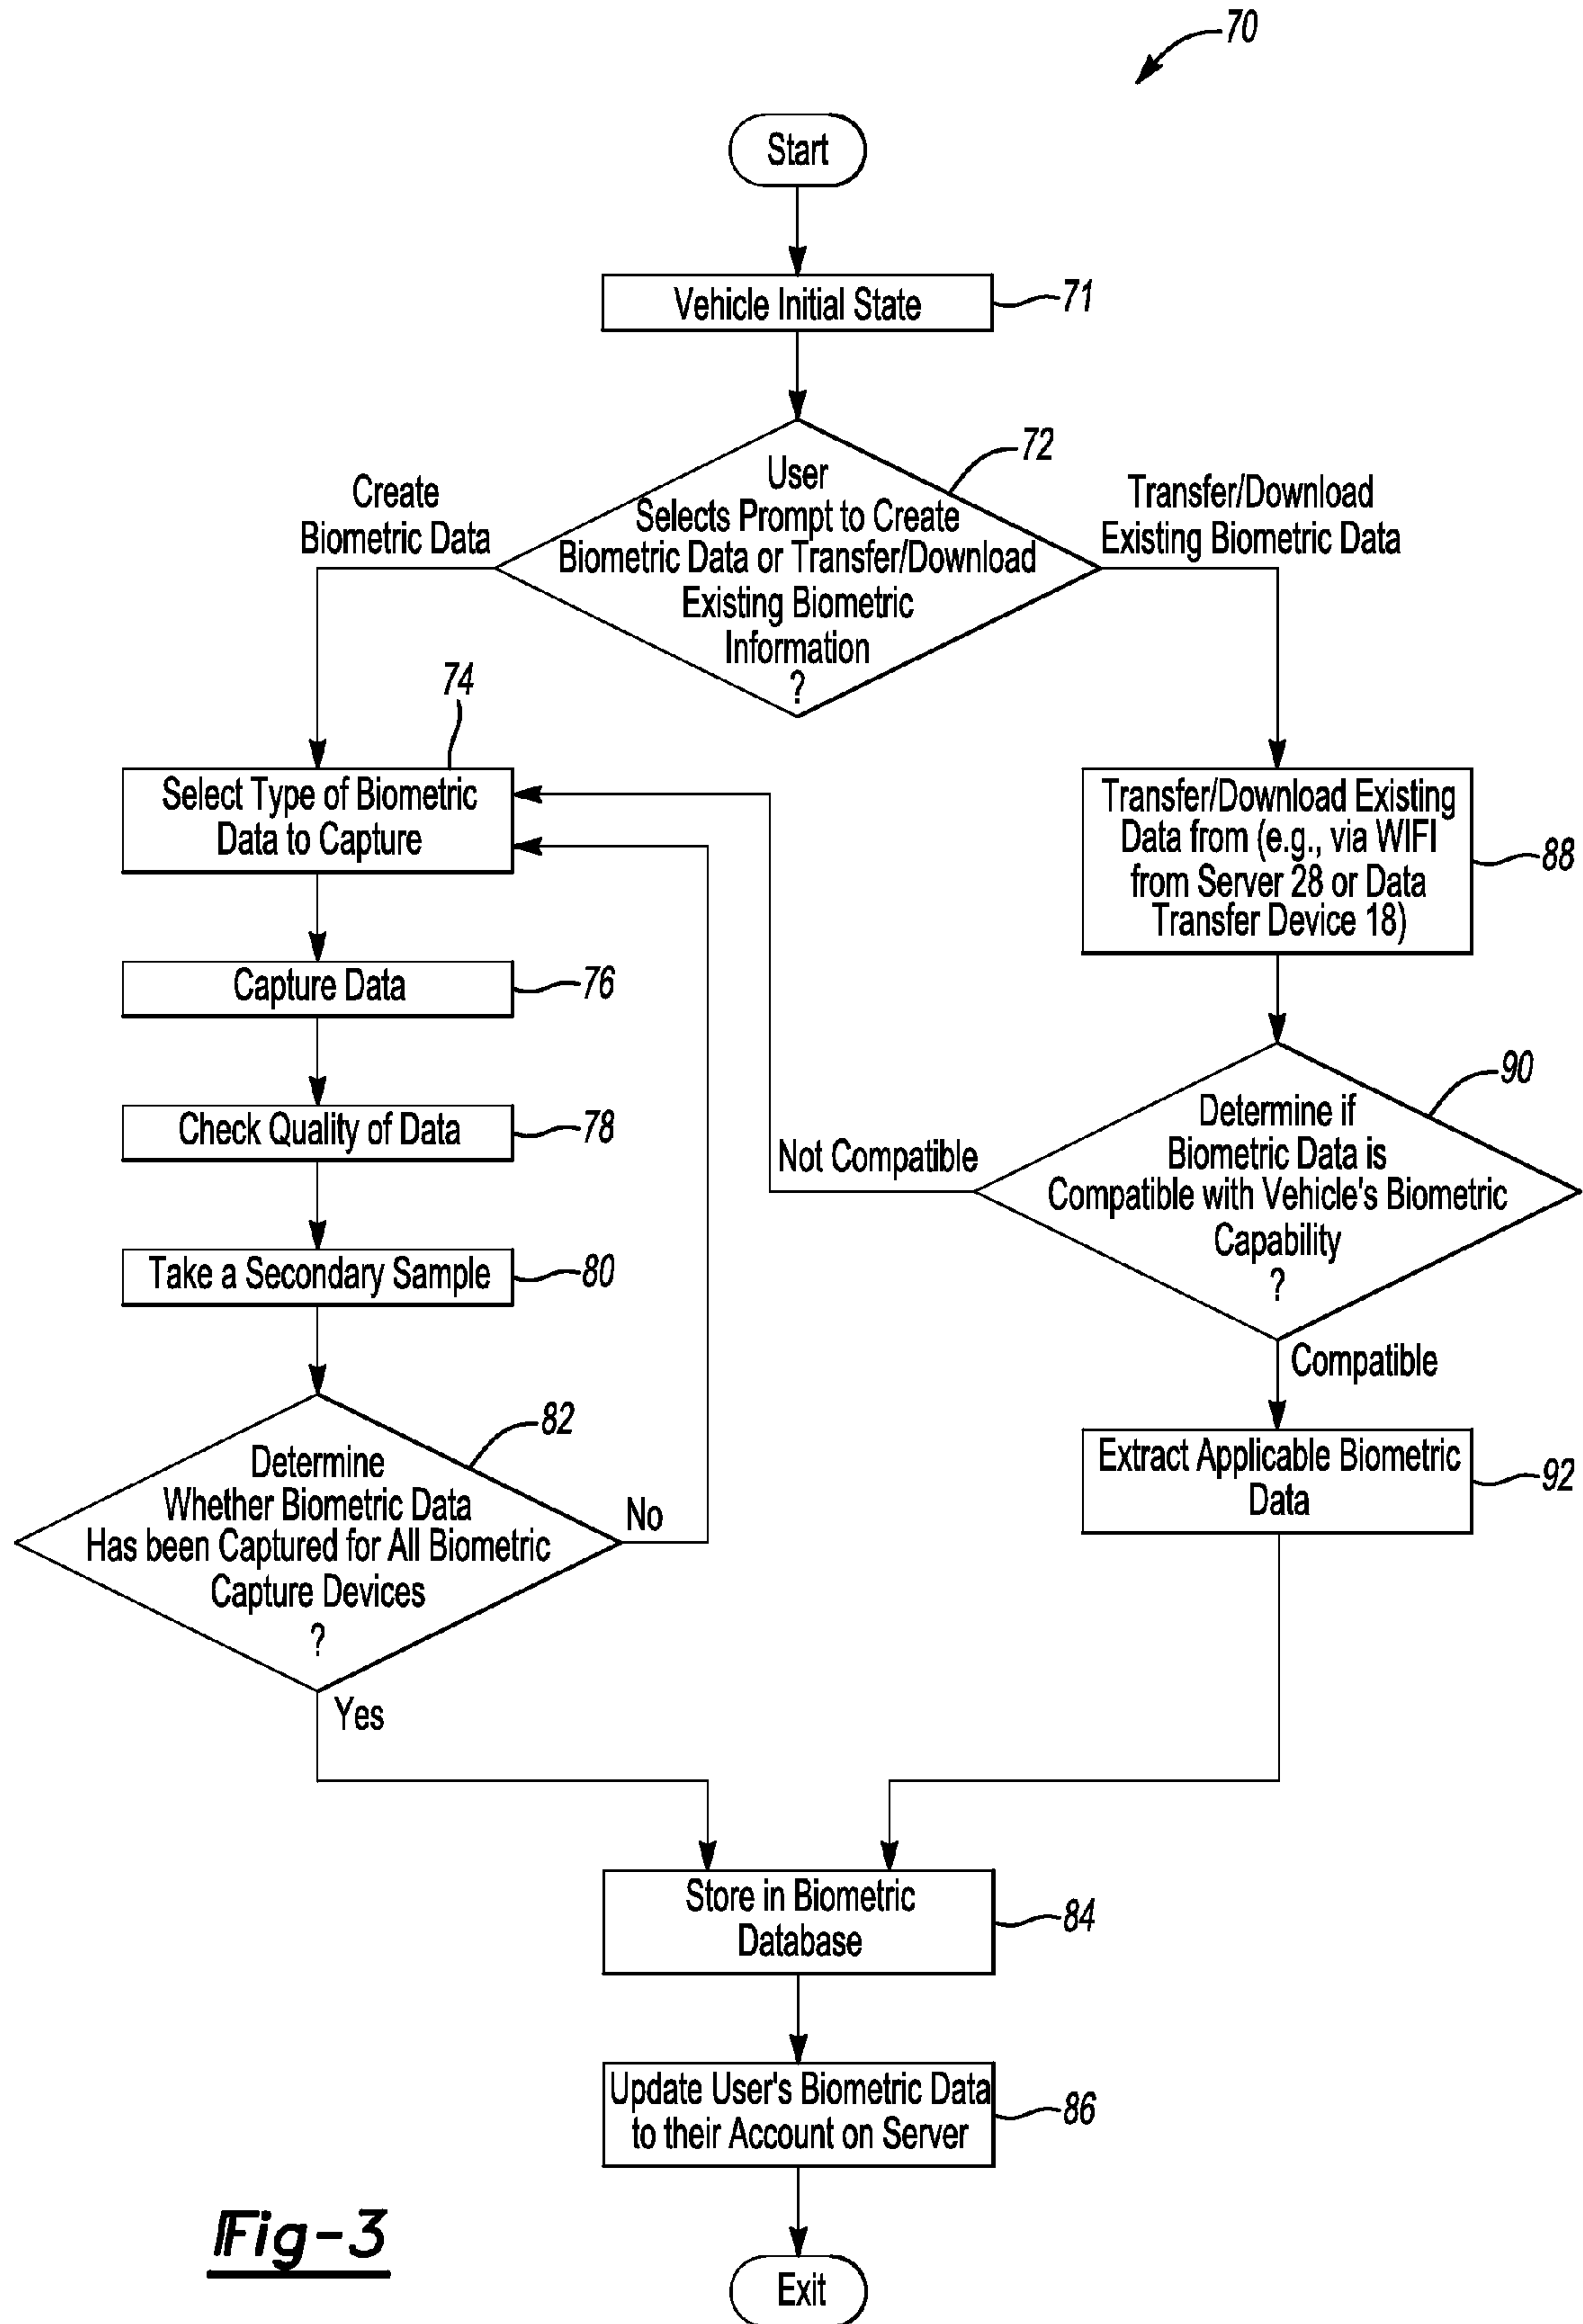 70
Start
Vehicle Initial State
71
72
User
Selects Prompt to Create
Biometric Data or Transfer/Download
Existing Biometric
Information
?
Create
Biometric Data
Transfer/Download
Existing Biometric Data
74
Select Type of Biometric
Data to Capture
Transfer/Download Existing
Data from (e.g., via WIFI
from Server 28 or Data
Transfer Device 18)
88
Capture Data
76
90
Determine if
Biometric Data is
Compatible with Vehicle's Biometric
Capability
?
Check Quality of Data
78
Not Compatible
Take a Secondary Sample
80
Compatible
82
Determine
Whether Biometric Data
Has been Captured for All Biometric
Capture Devices
?
No
Extract Applicable Biometric
Data
92
Yes
Store in Biometric
Database
84
Update User's Biometric Data
to their Account on Server
86
Exit
Fig-3